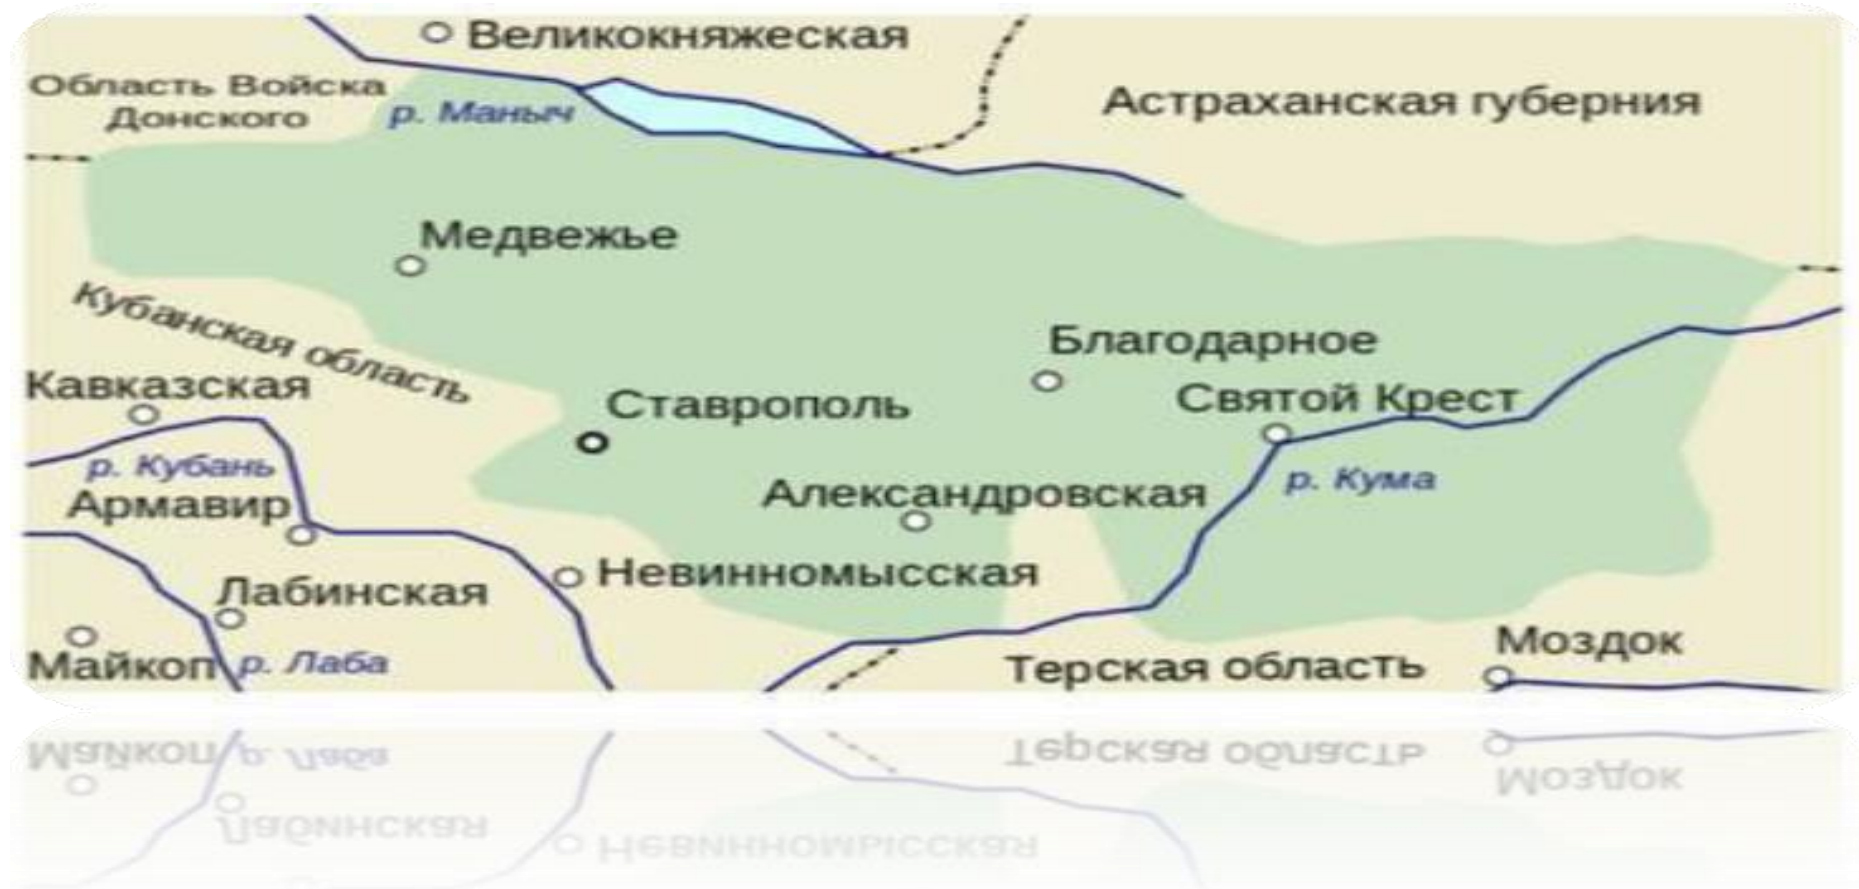 Великокняжеская
Область Войска
Донского
р. Маныч
Астраханская губерния
Медвежье
Кубанская область
Благодарное
Кавказская
Святой Крест
Ставрополь
р. Кубань
р. Кума
Армавир
Александровская
Невинномысская
Лабинская
Моздок
Майкоп
р. Лаба
Терская область